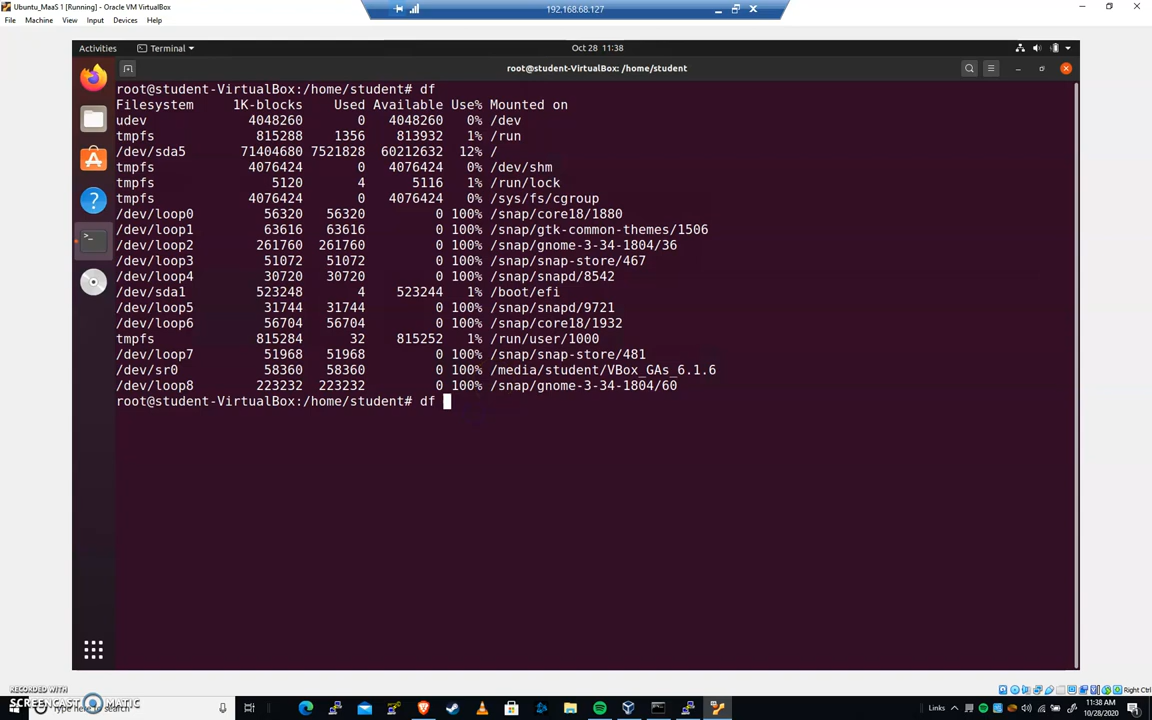 Ubuntu_MaaS 1 [Running] - Oracle VM VirtualBox
192.168.68.127
File Machine View Input Devices Help
Activities Terminal Oct 28 11:38
root@student-VirtualBox: /home/student
root@student-VirtualBox:/home/student# df
Filesystem 1K-blocks Used Available Use% Mounted on
udev 4048260 0 4048260 0% /dev
tmpfs 815288 1356 813932 1% /run
/dev/sda5 71404680 7521828 60212632 12% /
tmpfs 4076424 0 4076424 0% /dev/shm
tmpfs 5120 4 5116 1% /run/lock
tmpfs 4076424 0 4076424 0% /sys/fs/cgroup
/dev/loop0 56320 56320 0 100% /snap/core18/1880
/dev/loop1 63616 63616 0 100% /snap/gtk-common-themes/1506
/dev/loop2 261760 261760 0 100% /snap/gnome-3-34-1804/36
/dev/loop3 51072 51072 0 100% /snap/snap-store/467
/dev/loop4 30720 30720 0 100% /snap/snapd/8542
/dev/sda1 523248 4 523244 1% /boot/efi
/dev/loop5 31744 31744 0 100% /snap/snapd/9721
/dev/loop6 56704 56704 0 100% /snap/core18/1932
tmpfs 815284 32 815252 1% /run/user/1000
/dev/loop7 51968 51968 0 100% /snap/snap-store/481
/dev/sr0 58360 58360 0 100% /media/student/VBox_GAs_6.1.6
/dev/loop8 223232 223232 0 100% /snap/gnome-3-34-1804/60
root@student-VirtualBox:/home/student# df
Right Ctrl
RECORDED WITH
SCREENCAST MATIC
Type here to search
Links
11:38 AM
10/28/2020